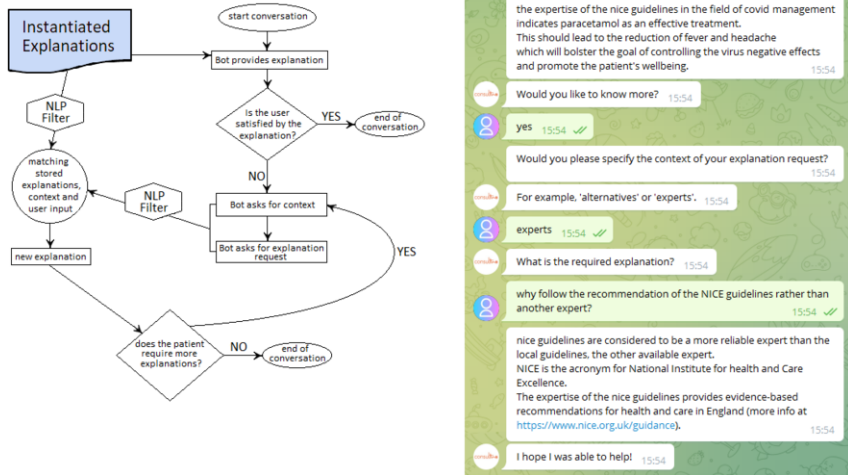 Instantiated
Explanations
start conversation
Bot provides explanation
NLP
Filter
Is the user
satisfied by the
explanation?
YES
end of
conversation
NO
matching
stored
explanations,
context and
user input
NLP
Filter
Bot asks for context
Bot asks for explanation
request
new explanation
YES
does the patient
require more
explanations?
NO
end of
conversation
the expertise of the nice guidelines in the field of covid management
indicates paracetamol as an effective treatment.
This should lead to the reduction of fever and headache
which will bolster the goal of controlling the virus negative effects
and promote the patient's wellbeing.
15:54
Would you like to know more? 15:54
yes 15:54
Would you please specify the context of your explanation request?
15:54
For example, 'alternatives' or 'experts'. 15:54
experts 15:54
What is the required explanation? 15:54
why follow the recommendation of the NICE guidelines rather than
another expert? 15:54
nice guidelines are considered to be a more reliable expert than the
local guidelines, the other available expert.
NICE is the acronym for National Institute for health and Care
Excellence.
The expertise of the nice guidelines provides evidence-based
recommendations for health and care in England (more info at
https://www.nice.org.uk/guidance). 15:54
I hope I was able to help! 15:54